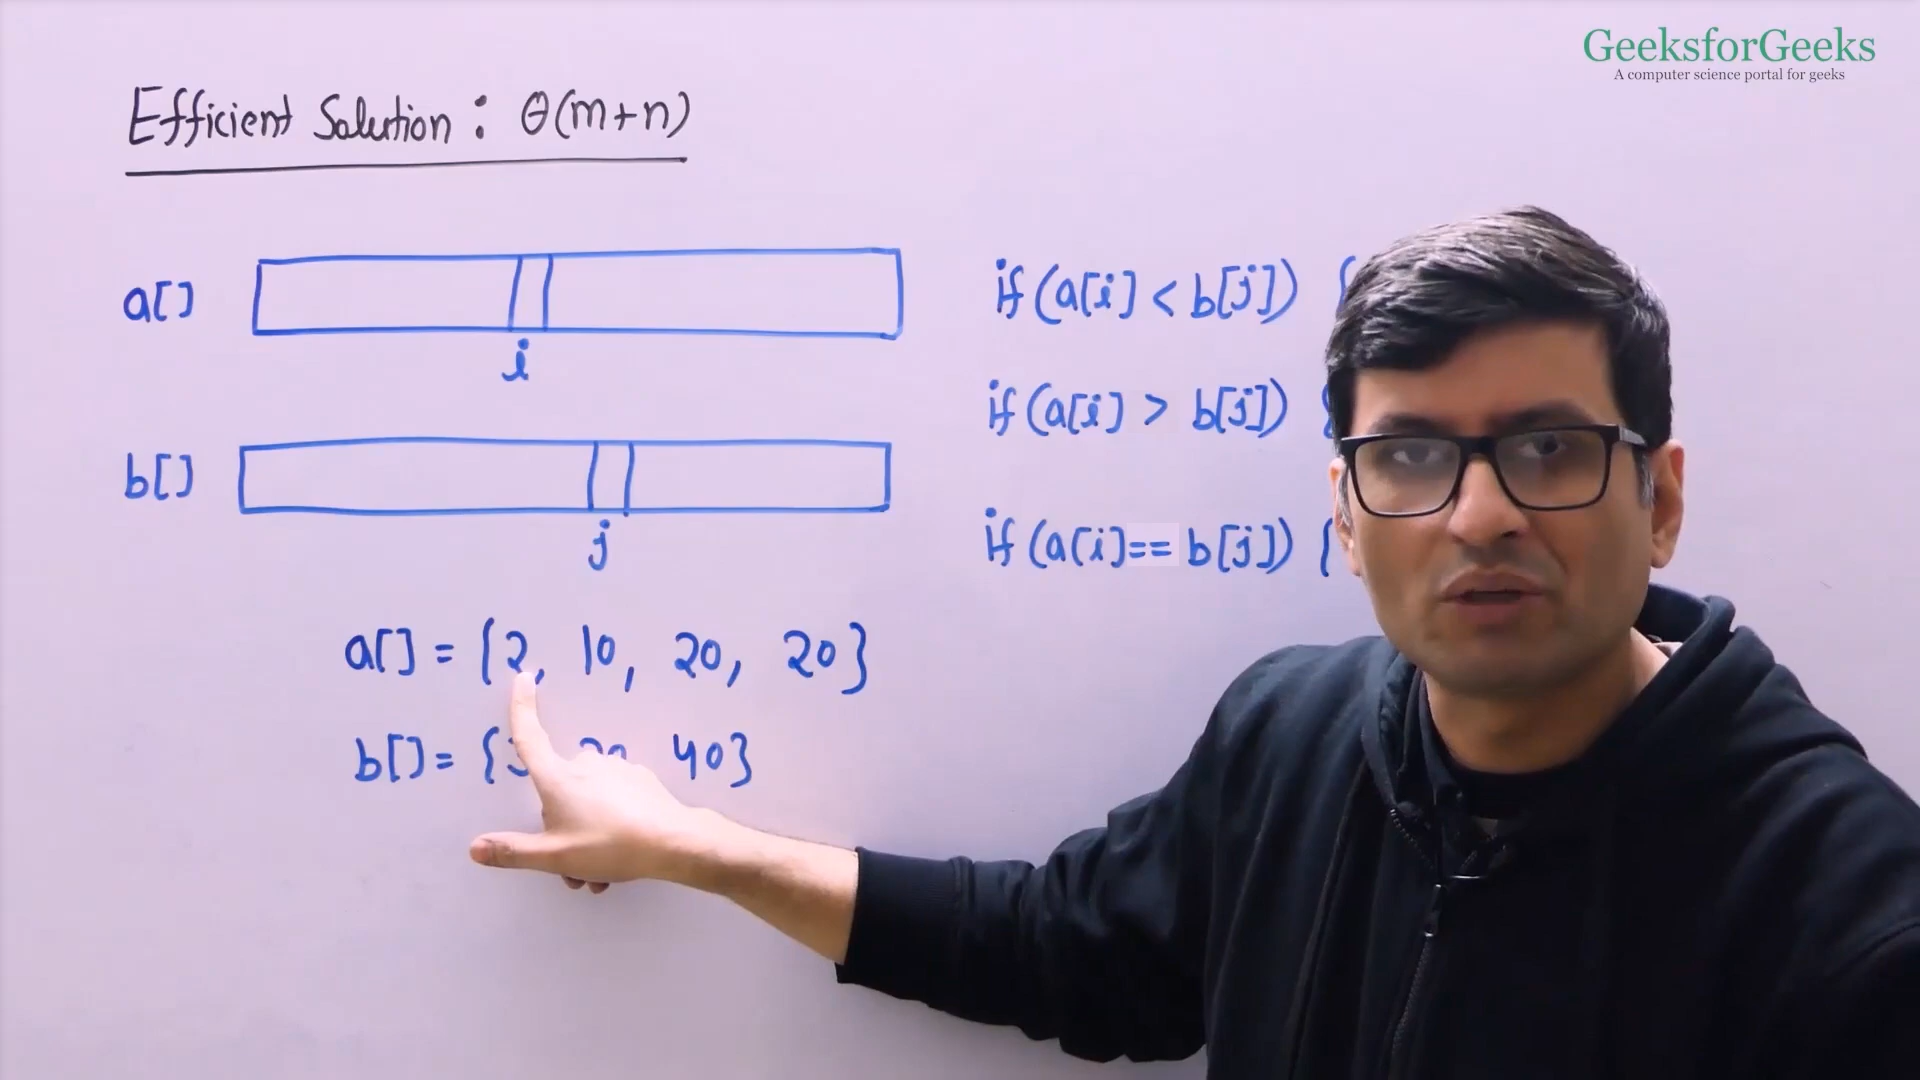 GeeksforGeeks
A computer science portal for geeks
Efficient Solution : θ(m+n)
a[]
i
b[]
j
if (a[i] < b[j]) {
if (a[i] > b[j]) {
if (a[i]== b[j]) {
a[] = {2, 10, 20, 20}
b[] = { 40}